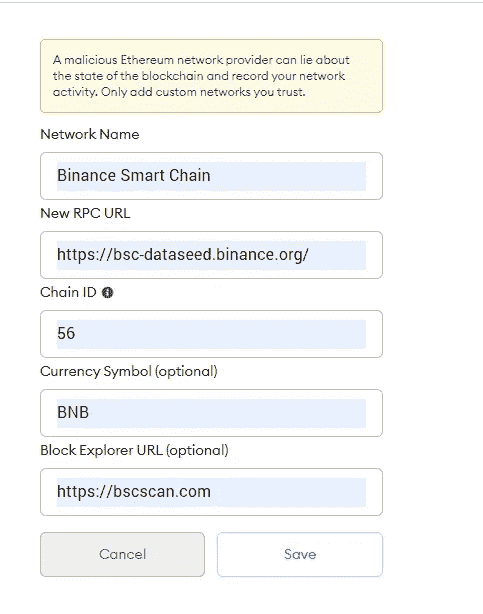 A malicious Ethereum network provider can lie about
the state of the blockchain and record your network
activity. Only add custom networks you trust.
Network Name
Binance Smart Chain
New RPC URL
https://bsc-dataseed.binance.org/
Chain ID
56
Currency Symbol (optional)
BNB
Block Explorer URL (optional)
https://bscscan.com
Cancel Save